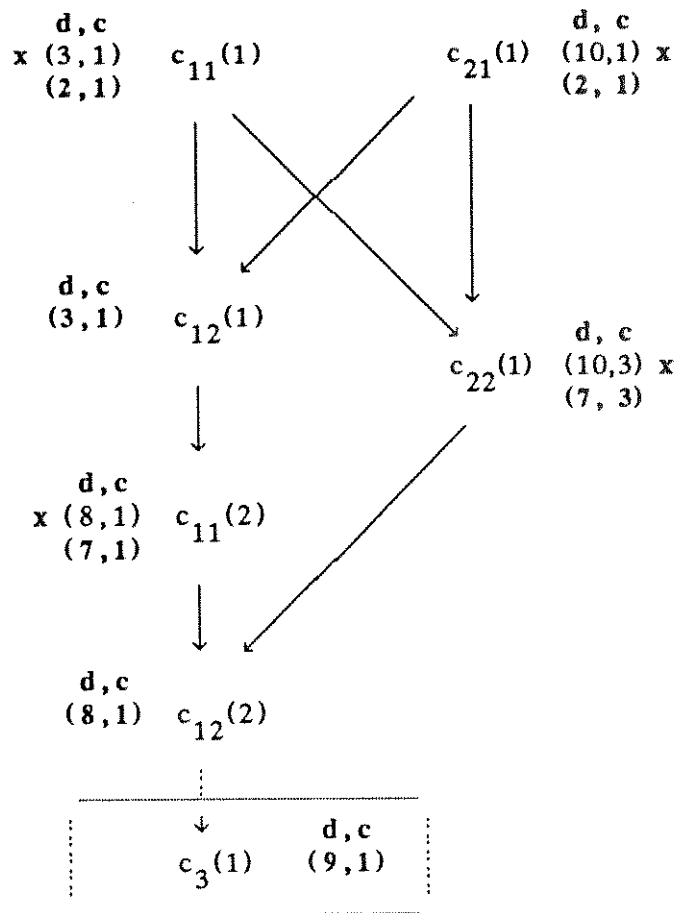 d,c
x (3,1) c₁₁(1)
(2,1)
d, c
c₂₁(1) (10,1) x
(2, 1)
d,c
(3,1) c₁₂(1)
d, c
c₂₂(1) (10,3) x
(7, 3)
d,c
x (8,1) c₁₁(2)
(7,1)
d,c
(8,1) c₁₂(2)
d,c
c₃(1) (9,1)